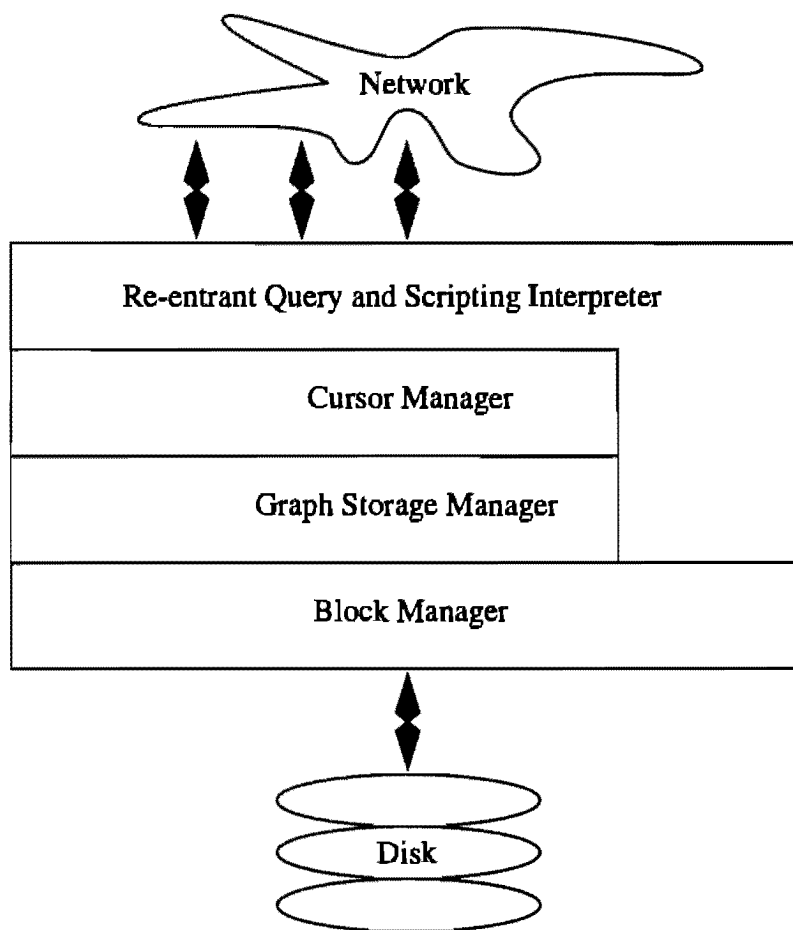 Network
Re-entrant Query and Scripting Interpreter
Cursor Manager
Graph Storage Manager
Block Manager
Disk